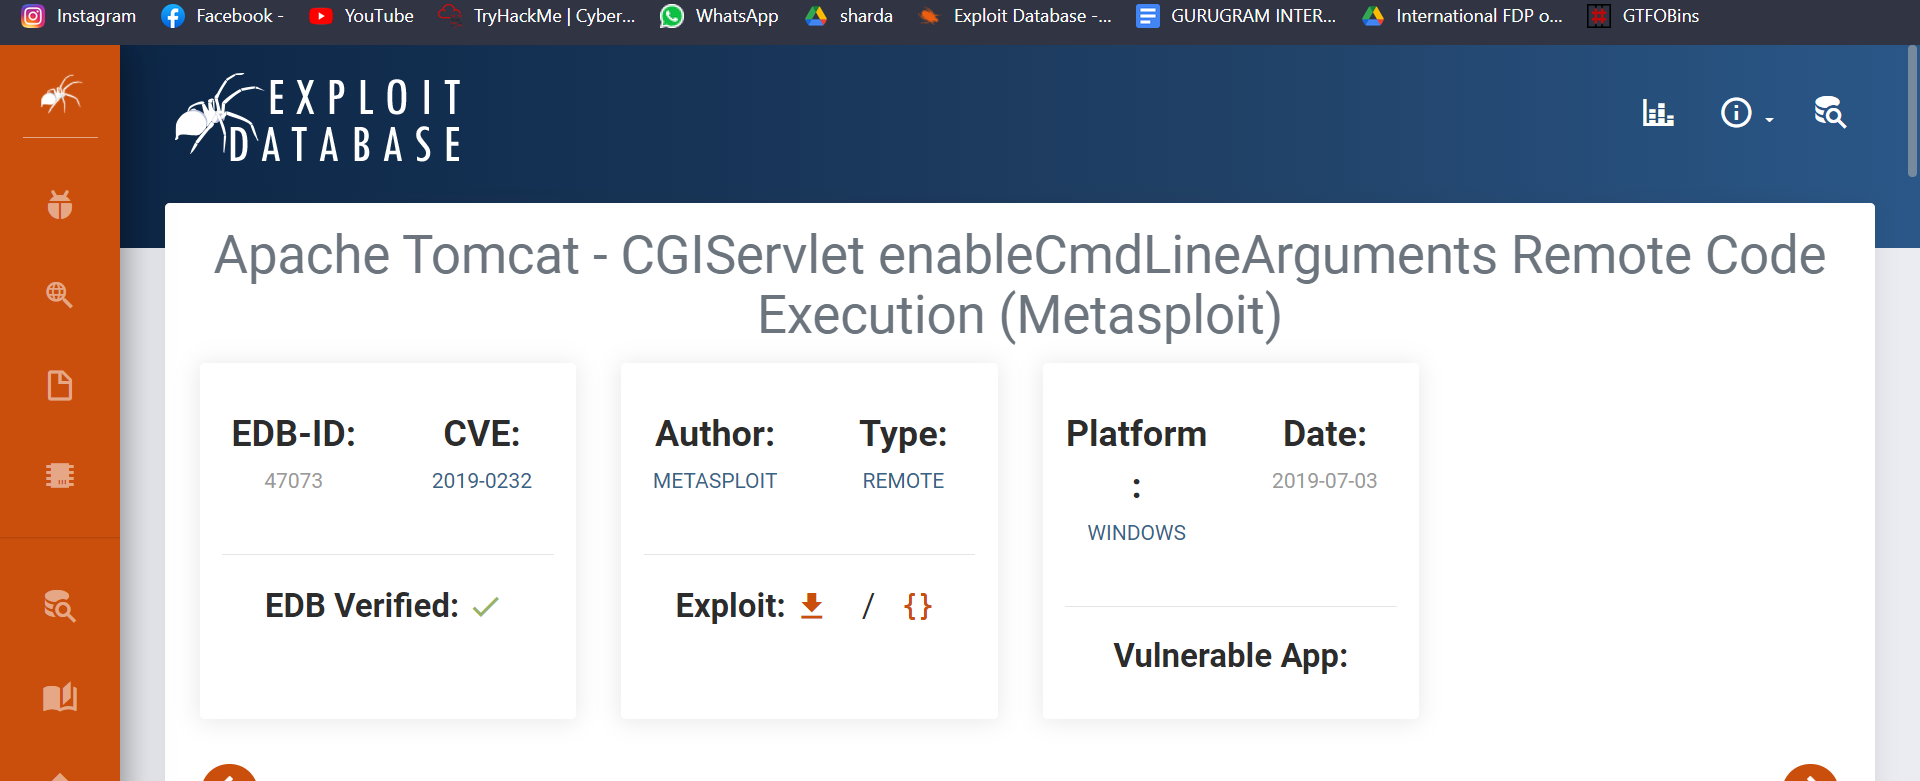 Instagram Facebook - YouTube TryHackMe | Cyber... WhatsApp sharda Exploit Database -... GURUGRAM INTER... International FDP o... GTFOBins
EXPLOIT
DATABASE
Apache Tomcat - CGIServlet enableCmdLineArguments Remote Code
Execution (Metasploit)
EDB-ID:
47073
CVE:
2019-0232
EDB Verified:
Author:
METASPLOIT
Type:
REMOTE
Exploit: / {}
Platform
:
WINDOWS
Date:
2019-07-03
Vulnerable App: